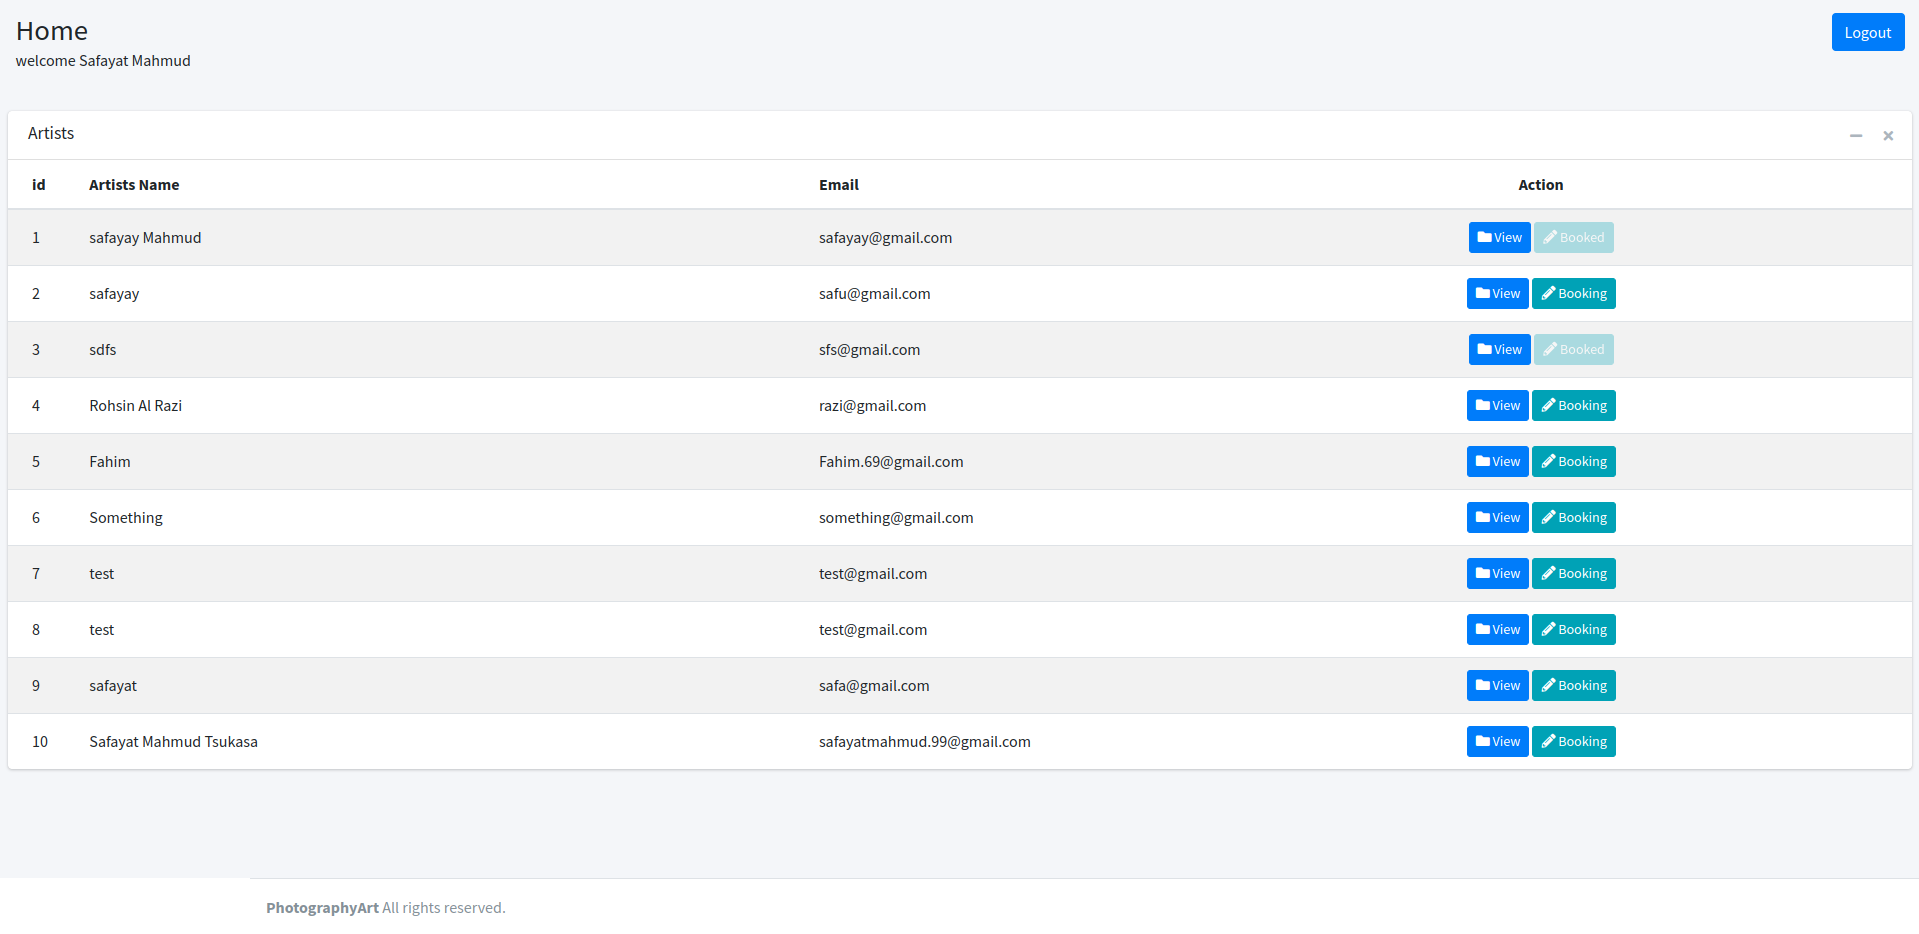 Home
Logout
welcome Safayat Mahmud
Artists
id Artists Name Email Action
1 safayay Mahmud safayay@gmail.com View Booked
2 safayay safu@gmail.com View Booking
3 sdfs sfs@gmail.com View Booked
4 Rohsin Al Razi razi@gmail.com View Booking
5 Fahim Fahim.69@gmail.com View Booking
6 Something something@gmail.com View Booking
7 test test@gmail.com View Booking
8 test test@gmail.com View Booking
9 safayat safa@gmail.com View Booking
10 Safayat Mahmud Tsukasa safayatmahmud.99@gmail.com View Booking
PhotographyArt All rights reserved.